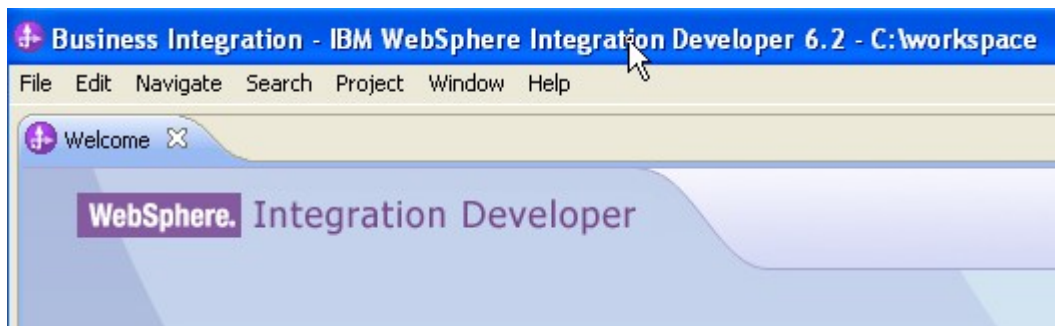 Business Integration - IBM WebSphere Integration Developer 6.2 - C:\workspace
File Edit Navigate Search Project Window Help
Welcome
WebSphere. Integration Developer